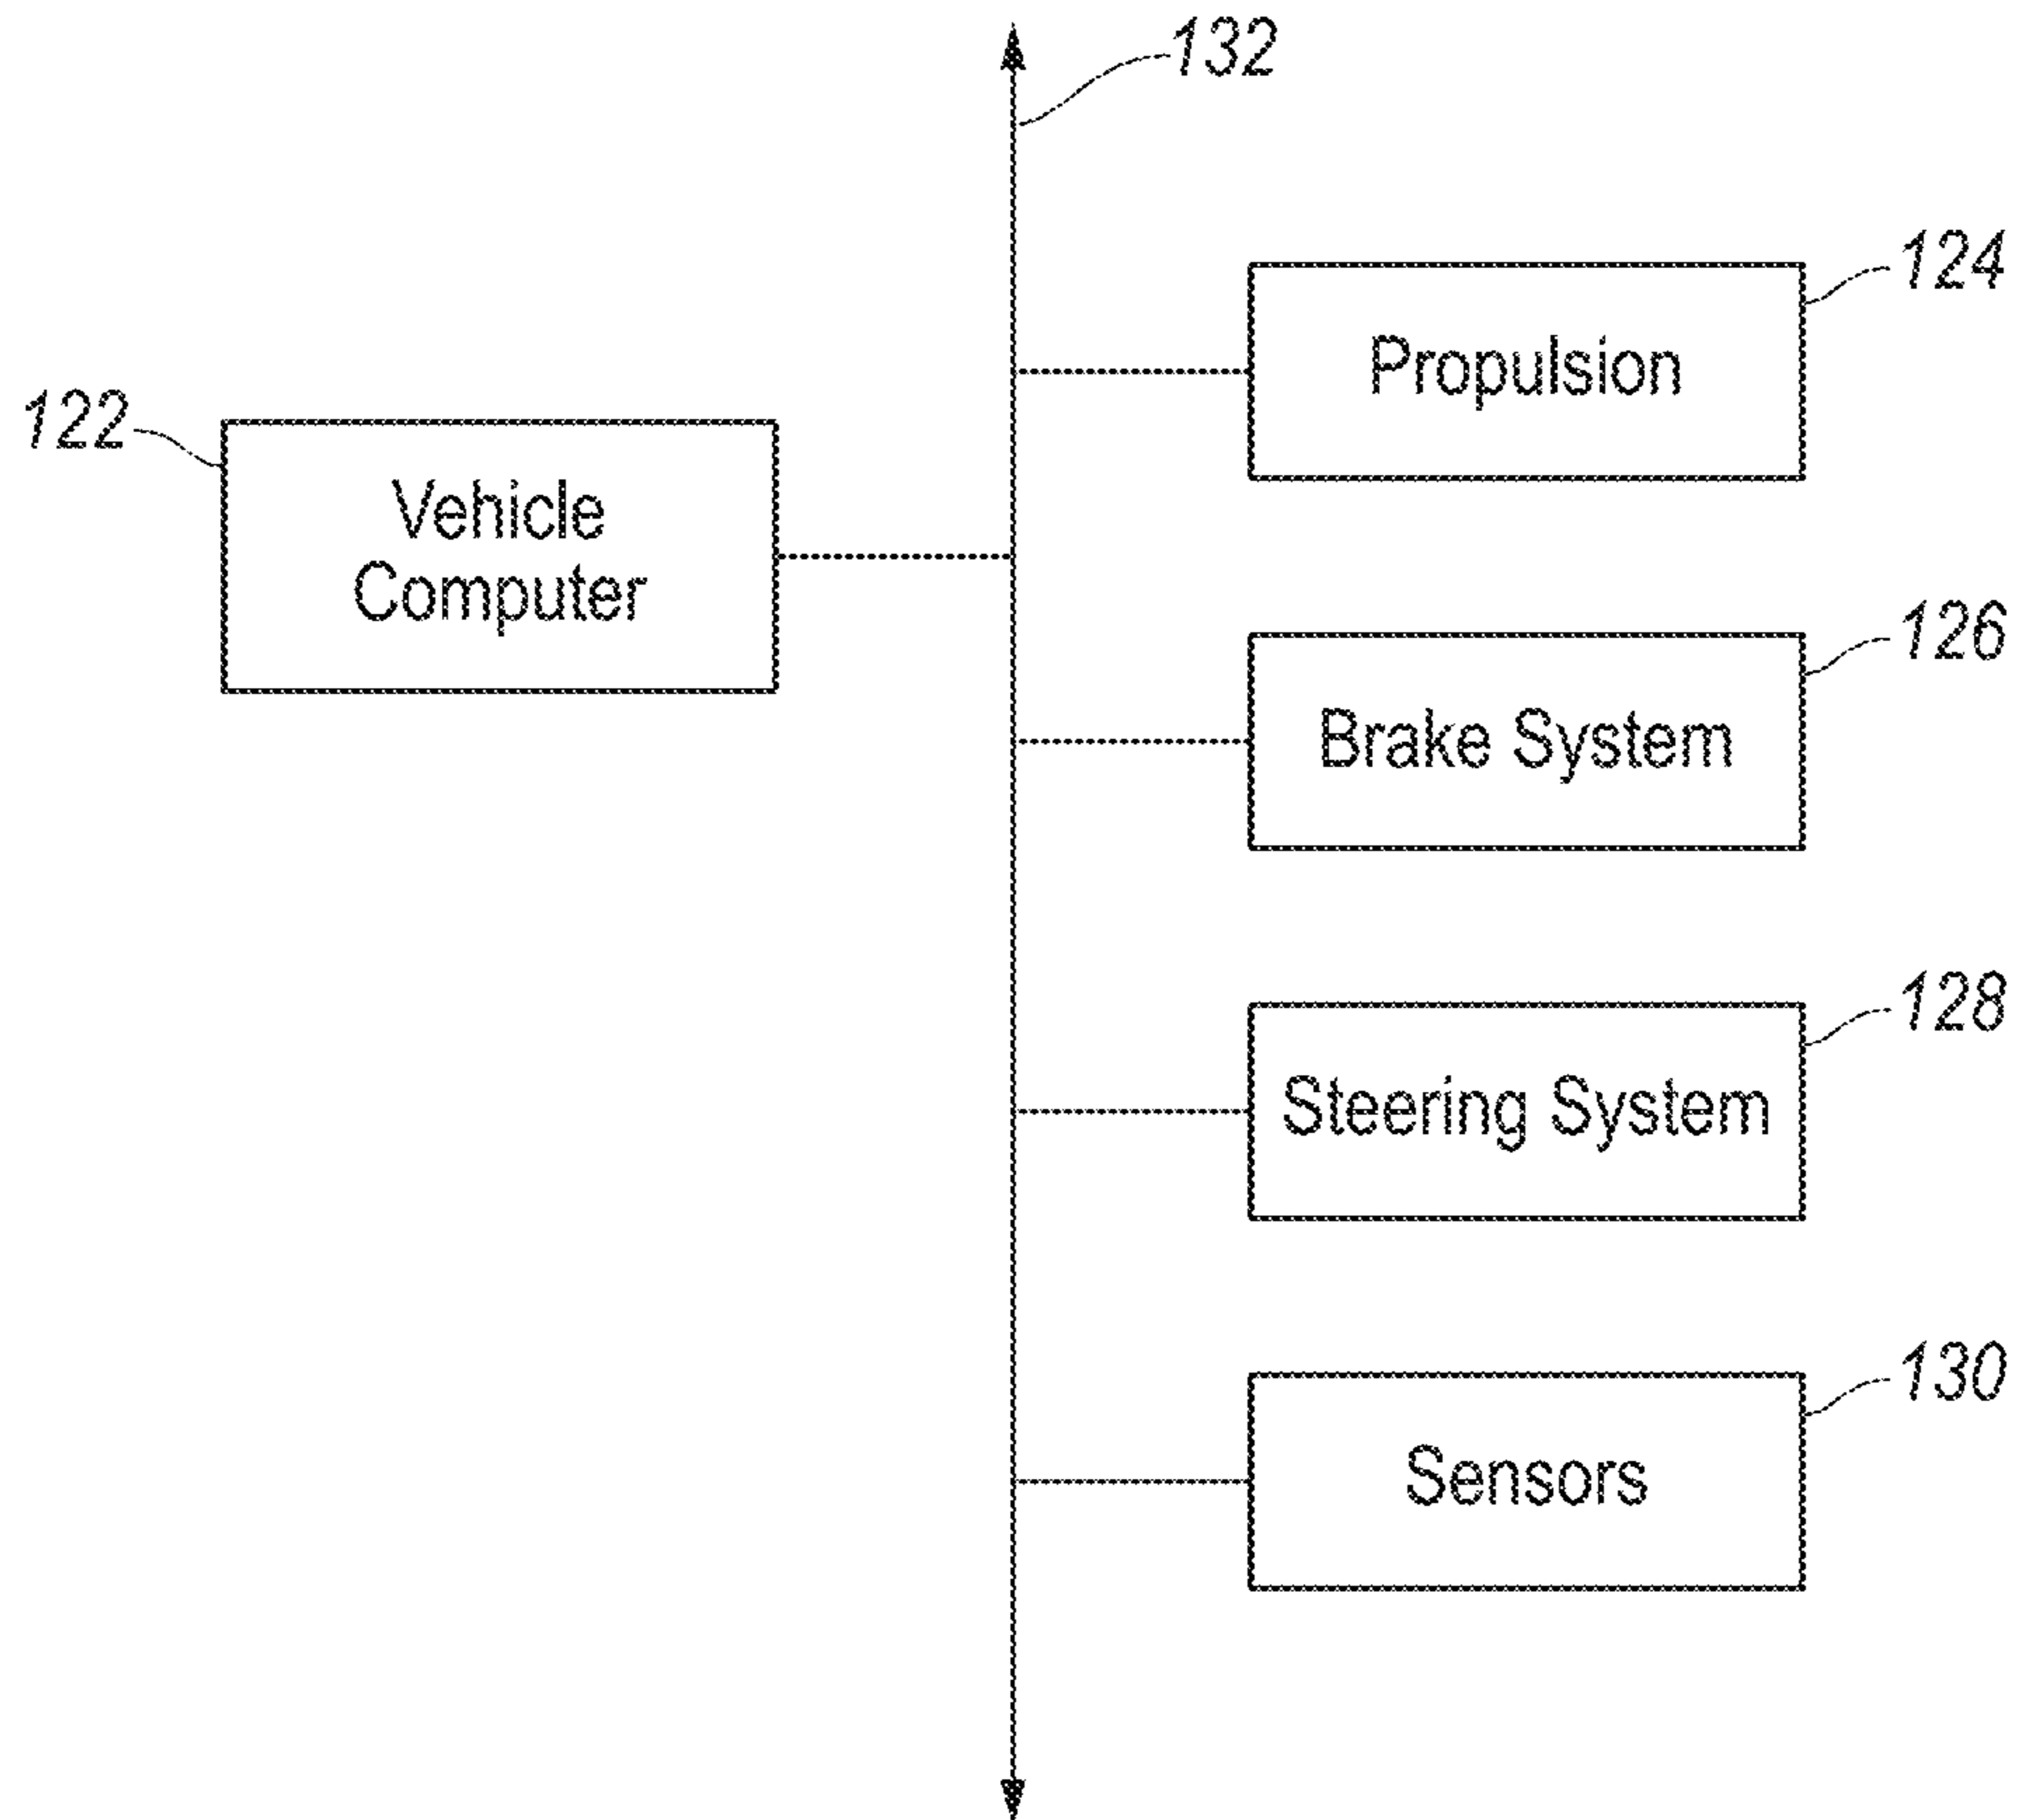 132
124
Propulsion
122
Vehicle
Computer
126
Brake System
128
Steering System
130
Sensors